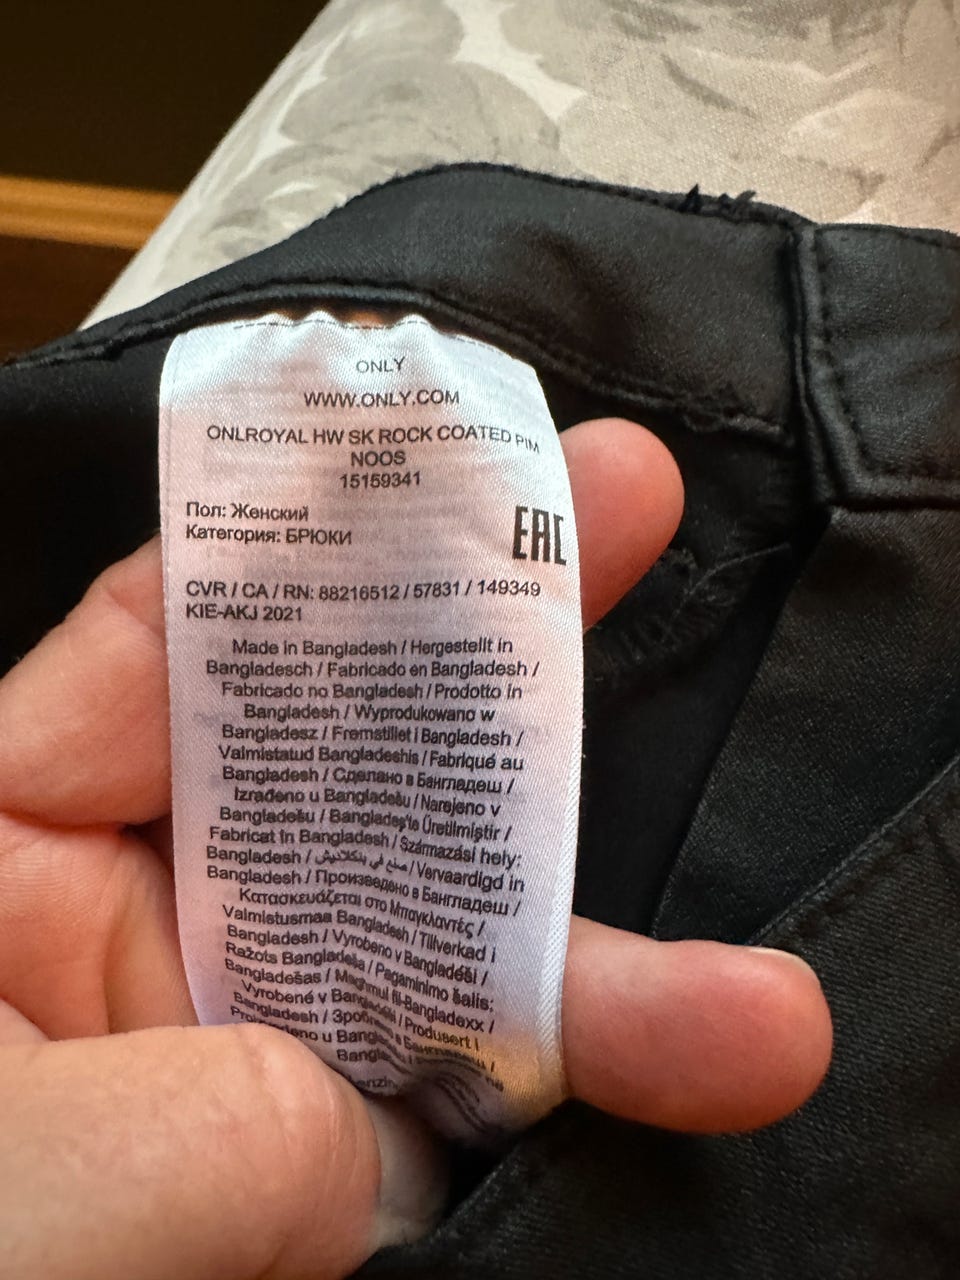 ONLY
WWW.ONLY.COM
ONLROYAL HW SK ROCK COATED PIM
NOOS
15159341
Пол: Женский
Категория: БРЮКИ
EAC
CVR / CA / RN: 88216512 / 57831 / 149349
KIE-AKJ 2021
Made in Bangladesh / Hergestellt in
Bangladesch / Fabricado en Bangladesh /
Fabricado no Bangladesh / Prodotto in
Bangladesh / Wyprodukowano w
Bangladesz / Fremstillet i Bangladesh /
Valmistatud Bangladeshis / Fabriqué au
Bangladesh / Сделано в Бангладеш /
Izrađeno u Bangladešu / Narejeno v
Bangladešu / Bangladeş'te Üretilmiştir /
Fabricat în Bangladesh / Származási hely:
Bangladesh / صنع في بنكلاديش / Vervaardigd in
Bangladesh / Произведено в Бангладеш /
Κατασκευάζεται στο Μπαγκλαντές /
Valmistusmaa Bangladesh / Tillverkad i
Bangladesh / Vyrobeno v Bangladéši /
Ražots Bangladeša / Pagaminimo šalis:
Bangladešas / Magħmul fil-Bangladexx /
Vyrobené v Bangladéši / Produsert i
Bangladesh / в Бангладеш /
u